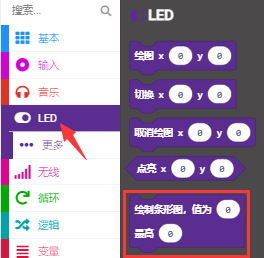 搜索...
基本
输入
音乐
LED
更多
无线
循环
逻辑
变量
LED
绘图 x 0 y 0
切换 x 0 y 0
取消绘图 x 0 y 0
点亮 x 0 y 0
绘制条形图，值为 0
最高 0